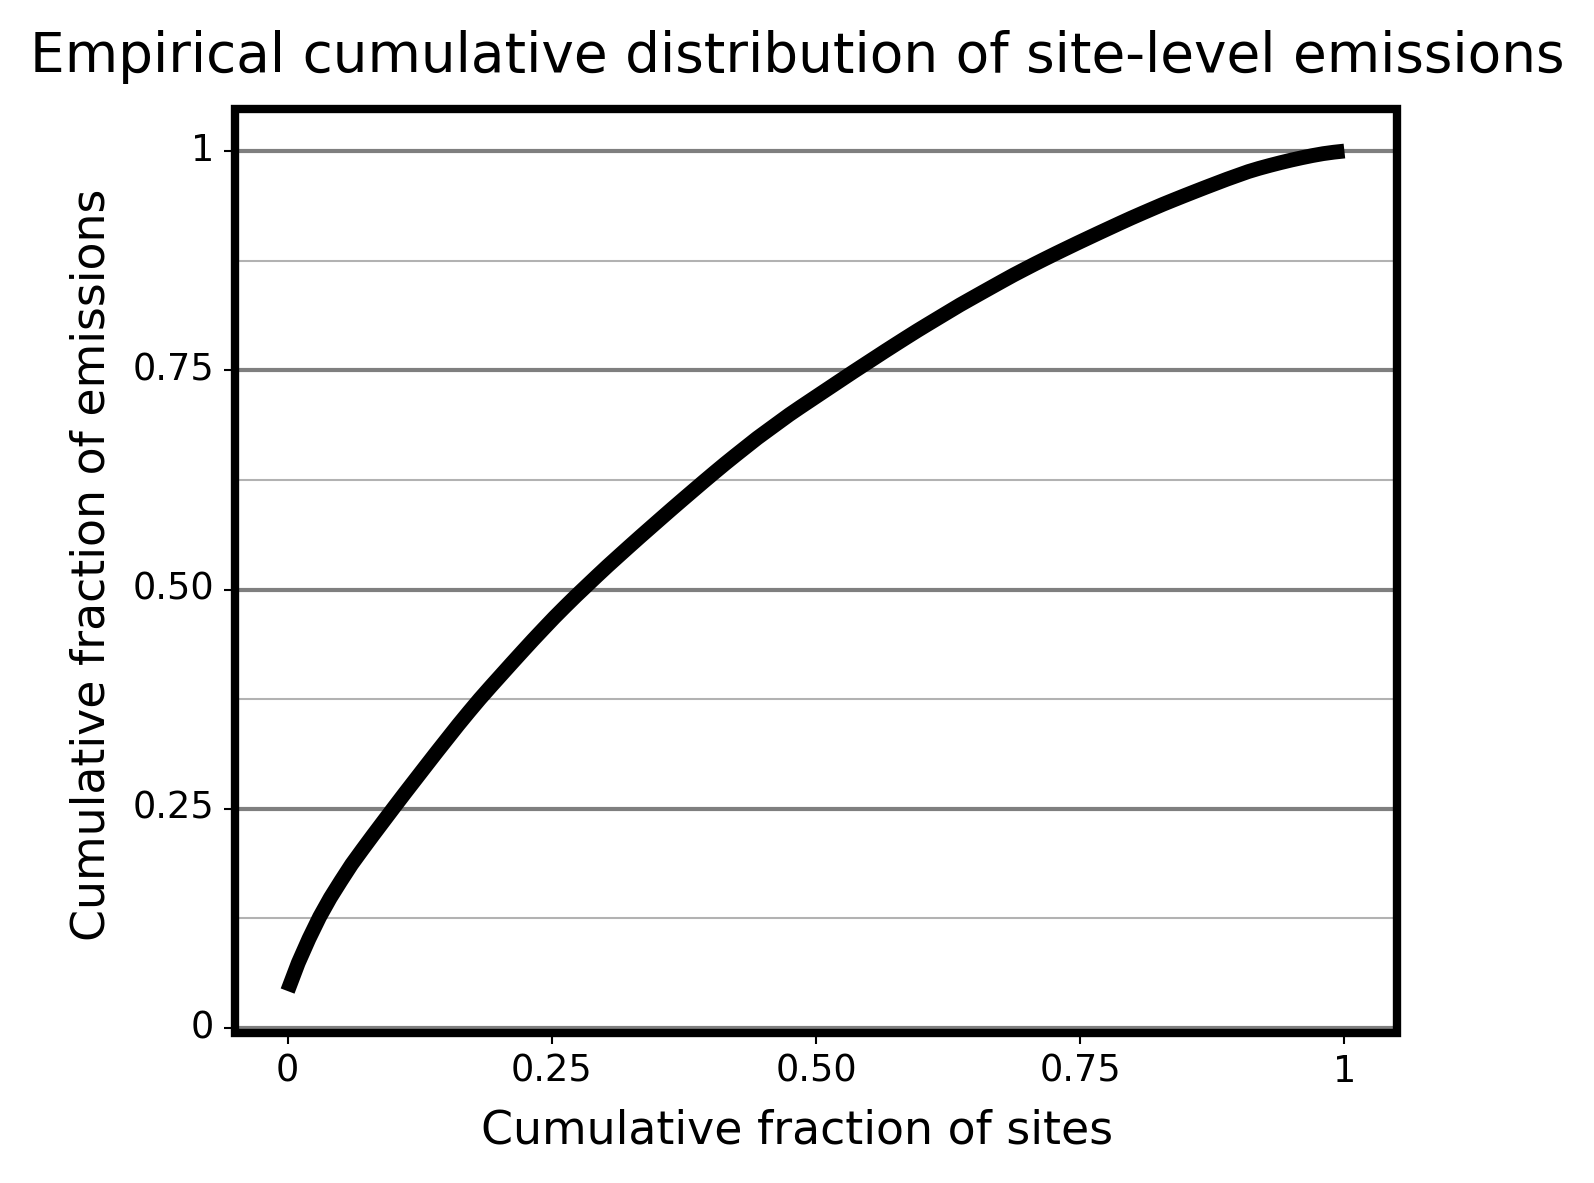 Empirical cumulative distribution of site-level emissions
Cumulative fraction of emissions
1
0.75
0.50
0.25
0
0 0.25 0.50 0.75 1
Cumulative fraction of sites